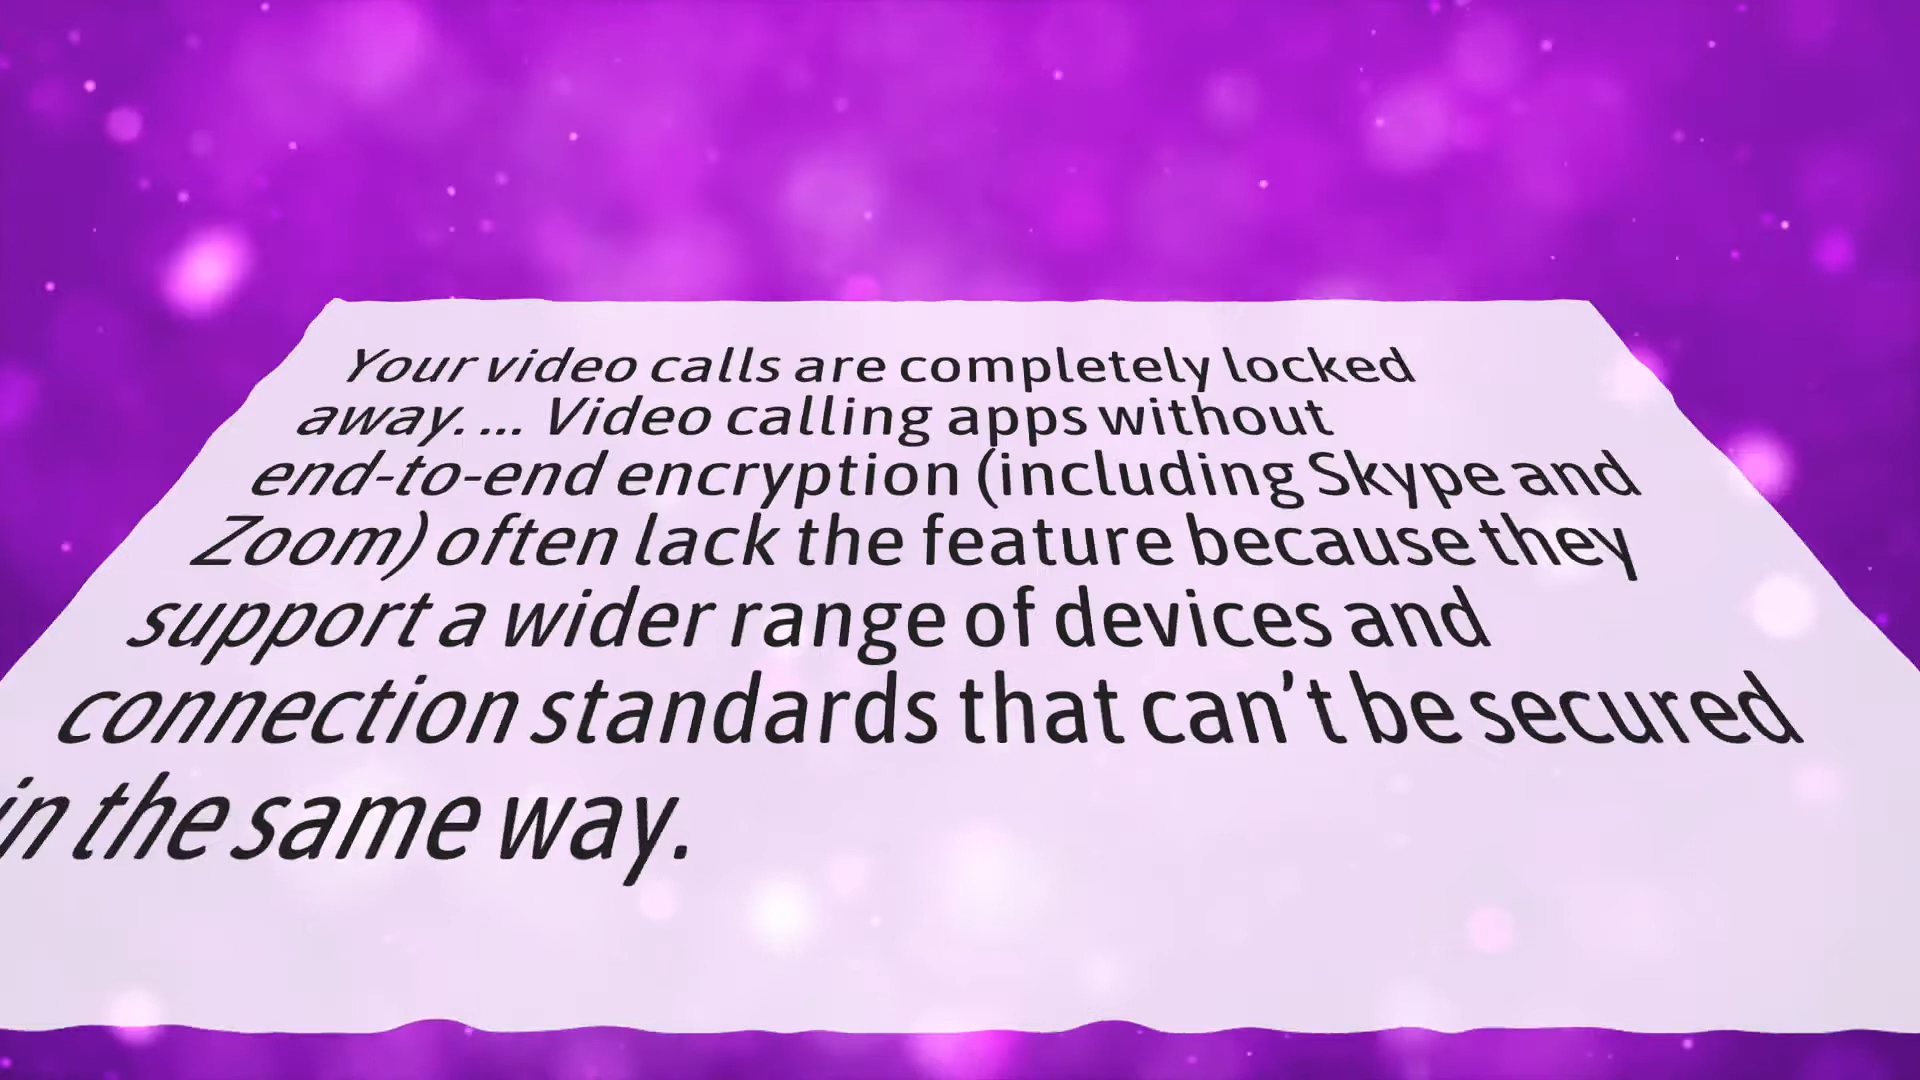 Your video calls are completely locked
away. ... Video calling apps without
end-to-end encryption (including Skype and
Zoom) often lack the feature because they
support a wider range of devices and
connection standards that can't be secured
in the same way.